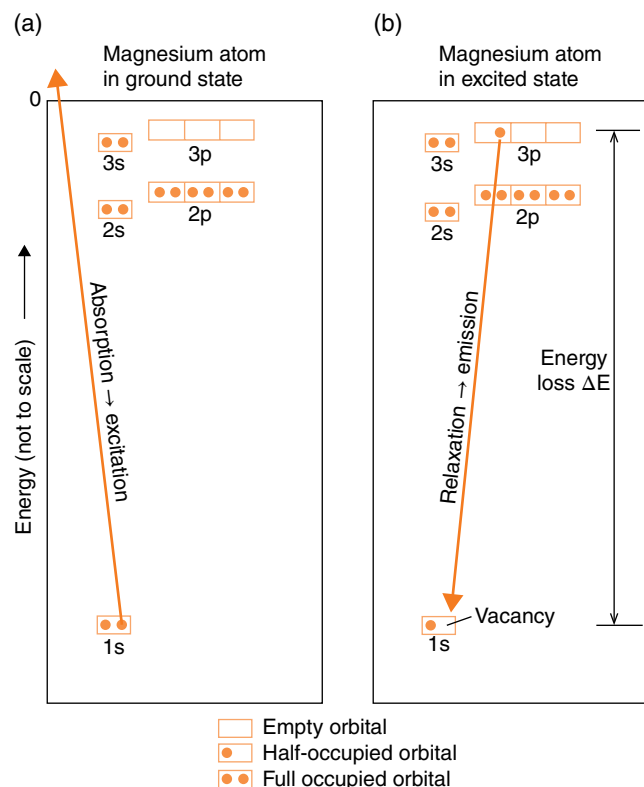 (a)
Magnesium atom
in ground state
0
3s
3p
2s
2p
Absorption → excitation
Energy (not to scale)
1s
(b)
Magnesium atom
in excited state
3s
3p
2s
2p
Relaxation → emission
Energy
loss ΔE
Vacancy
1s
Empty orbital
Half-occupied orbital
Full occupied orbital